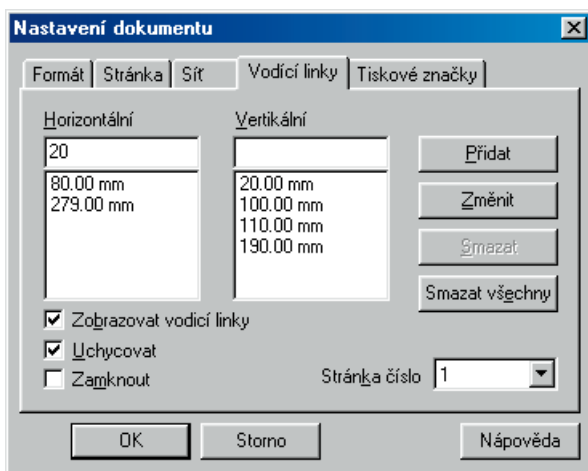 Nastavení dokumentu
Formát Stránka Síť Vodící linky Tiskové značky
Horizontální Vertikální
20
Přidat
80.00 mm 20.00 mm
279.00 mm 100.00 mm
Změnit
110.00 mm
190.00 mm
Smazat
Smazat všechny
Zobrazovat vodicí linky
Uchycovat
Zamknout
Stránka číslo 1
OK Storno Nápověda